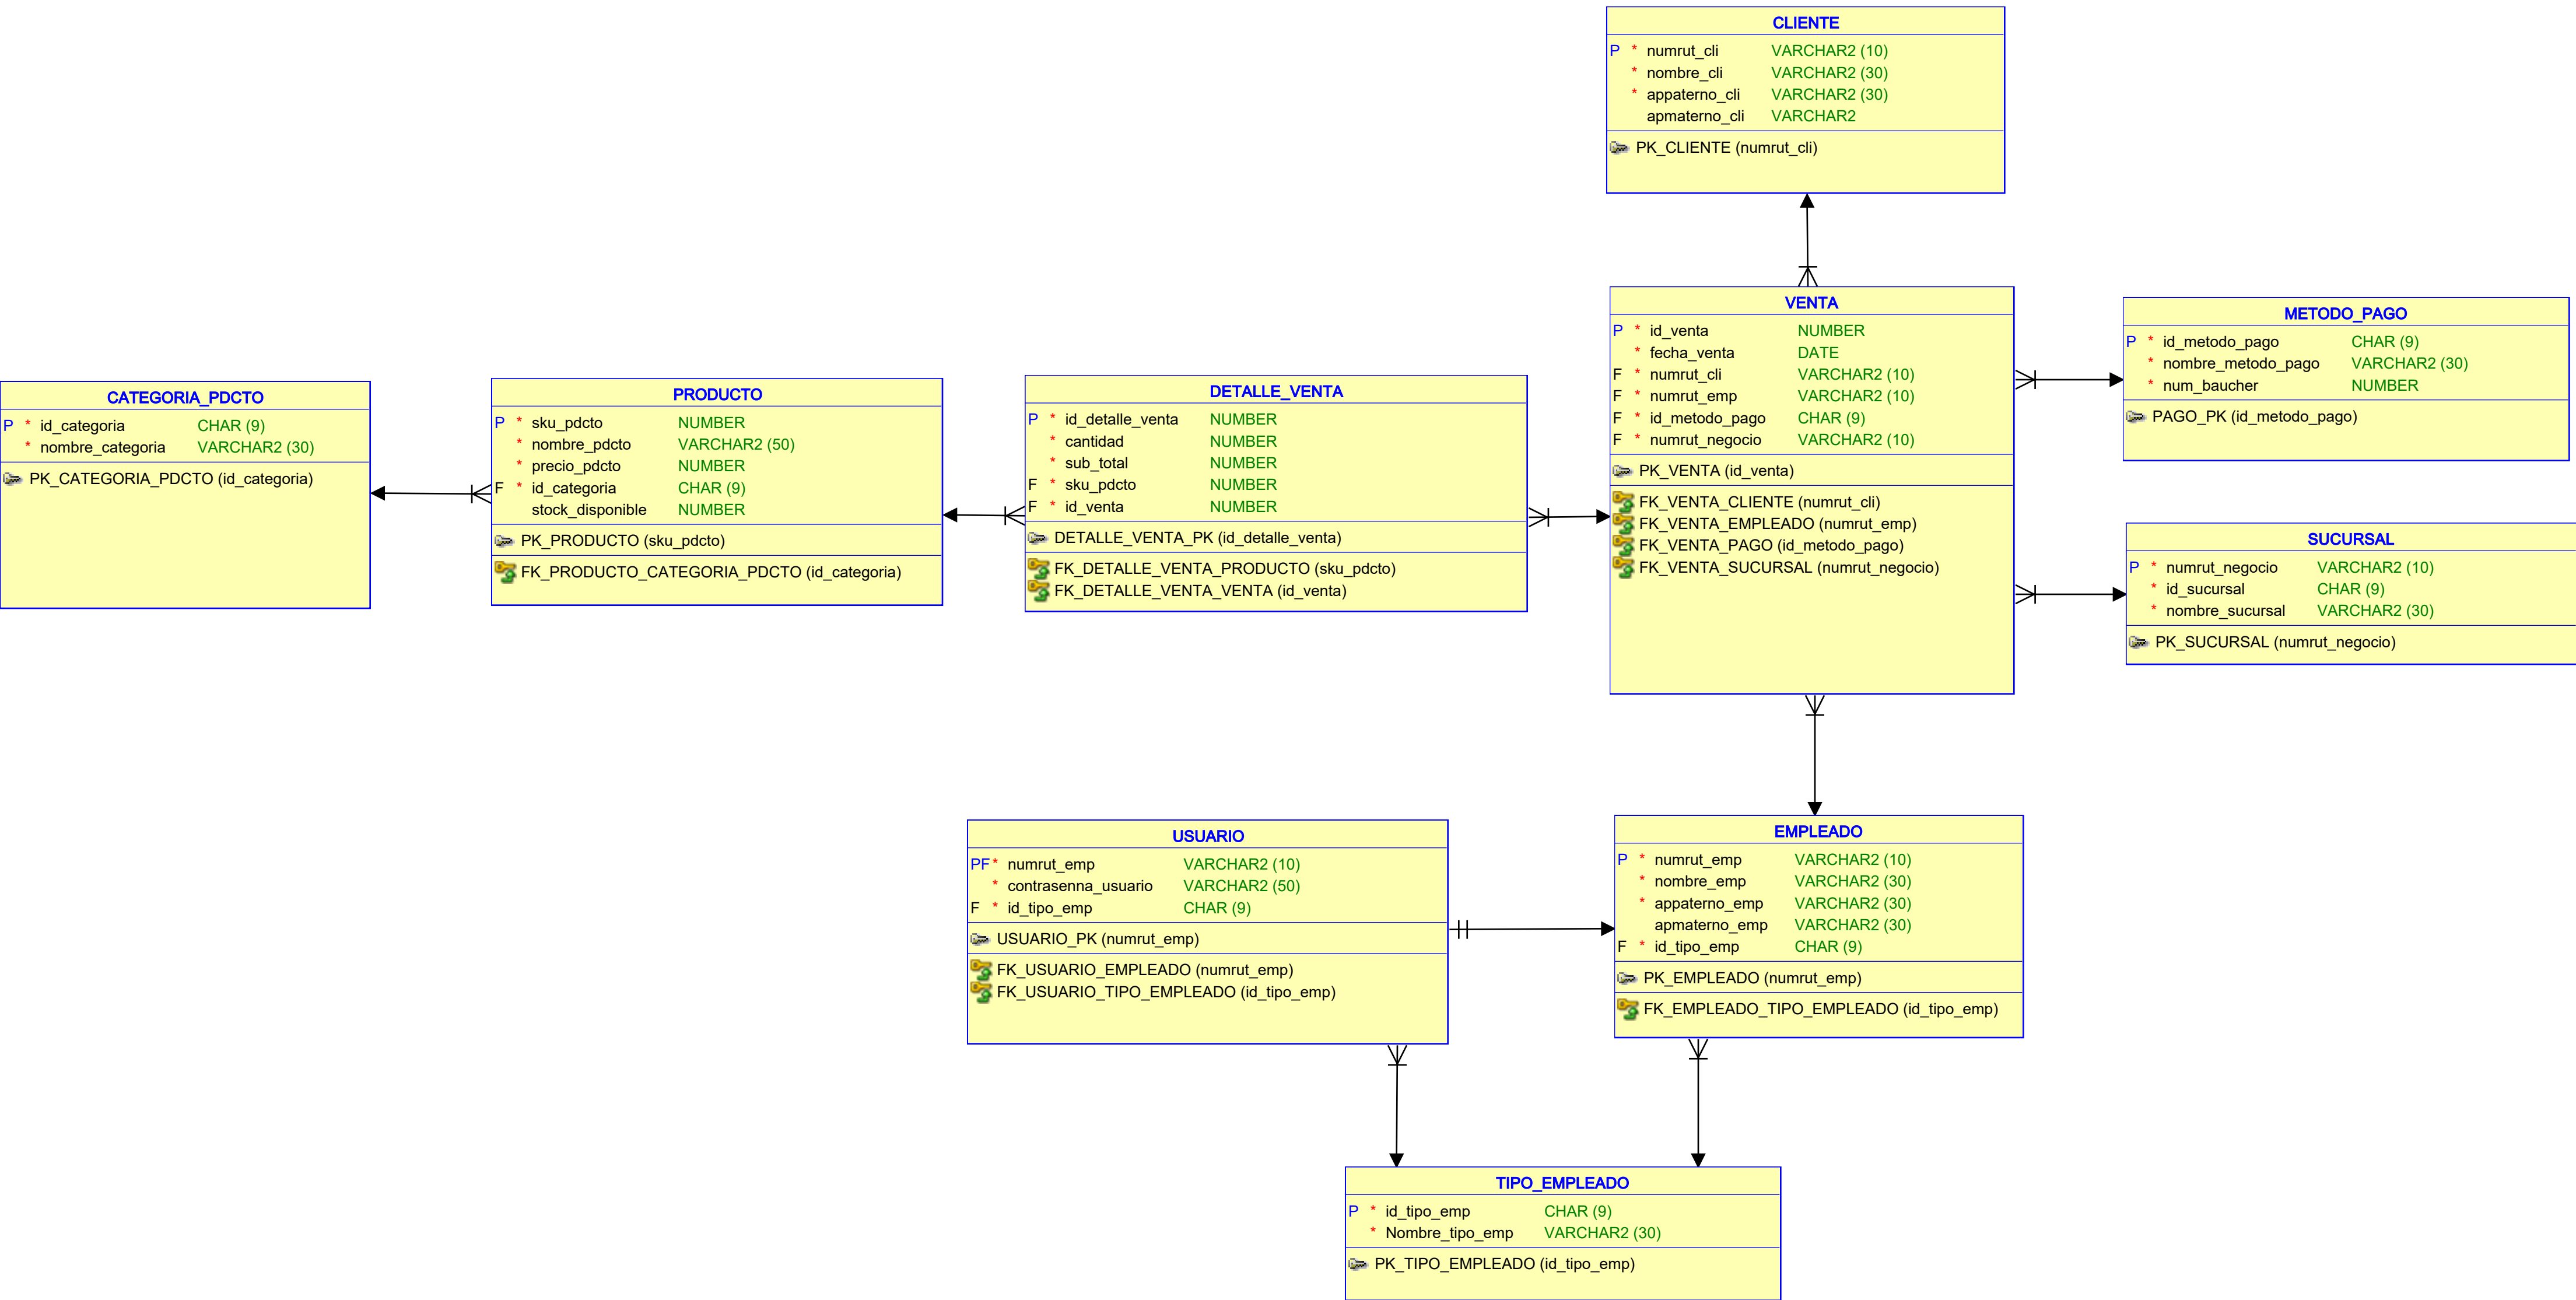 CLIENTE
P * numrut_cli VARCHAR2 (10)
* nombre_cli VARCHAR2 (30)
* appaterno_cli VARCHAR2 (30)
apmaterno_cli VARCHAR2
PK_CLIENTE (numrut_cli)
VENTA
P * id_venta NUMBER
* fecha_venta DATE
F * numrut_cli VARCHAR2 (10)
F * numrut_emp VARCHAR2 (10)
F * id_metodo_pago CHAR (9)
F * numrut_negocio VARCHAR2 (10)
PK_VENTA (id_venta)
FK_VENTA_CLIENTE (numrut_cli)
FK_VENTA_EMPLEADO (numrut_emp)
FK_VENTA_PAGO (id_metodo_pago)
FK_VENTA_SUCURSAL (numrut_negocio)
METODO_PAGO
P * id_metodo_pago CHAR (9)
* nombre_metodo_pago VARCHAR2 (30)
* num_baucher NUMBER
PAGO_PK (id_metodo_pago)
CATEGORIA_PDCTO
P * id_categoria CHAR (9)
* nombre_categoria VARCHAR2 (30)
PK_CATEGORIA_PDCTO (id_categoria)
PRODUCTO
P * sku_pdcto NUMBER
* nombre_pdcto VARCHAR2 (50)
* precio_pdcto NUMBER
F * id_categoria CHAR (9)
stock_disponible NUMBER
PK_PRODUCTO (sku_pdcto)
FK_PRODUCTO_CATEGORIA_PDCTO (id_categoria)
DETALLE_VENTA
P * id_detalle_venta NUMBER
* cantidad NUMBER
* sub_total NUMBER
F * sku_pdcto NUMBER
F * id_venta NUMBER
DETALLE_VENTA_PK (id_detalle_venta)
FK_DETALLE_VENTA_PRODUCTO (sku_pdcto)
FK_DETALLE_VENTA_VENTA (id_venta)
SUCURSAL
P * numrut_negocio VARCHAR2 (10)
* id_sucursal CHAR (9)
* nombre_sucursal VARCHAR2 (30)
PK_SUCURSAL (numrut_negocio)
USUARIO
PF * numrut_emp VARCHAR2 (10)
* contrasenna_usuario VARCHAR2 (50)
F * id_tipo_emp CHAR (9)
USUARIO_PK (numrut_emp)
FK_USUARIO_EMPLEADO (numrut_emp)
FK_USUARIO_TIPO_EMPLEADO (id_tipo_emp)
EMPLEADO
P * numrut_emp VARCHAR2 (10)
* nombre_emp VARCHAR2 (30)
* appaterno_emp VARCHAR2 (30)
apmaterno_emp VARCHAR2 (30)
F * id_tipo_emp CHAR (9)
PK_EMPLEADO (numrut_emp)
FK_EMPLEADO_TIPO_EMPLEADO (id_tipo_emp)
TIPO_EMPLEADO
P * id_tipo_emp CHAR (9)
* Nombre_tipo_emp VARCHAR2 (30)
PK_TIPO_EMPLEADO (id_tipo_emp)